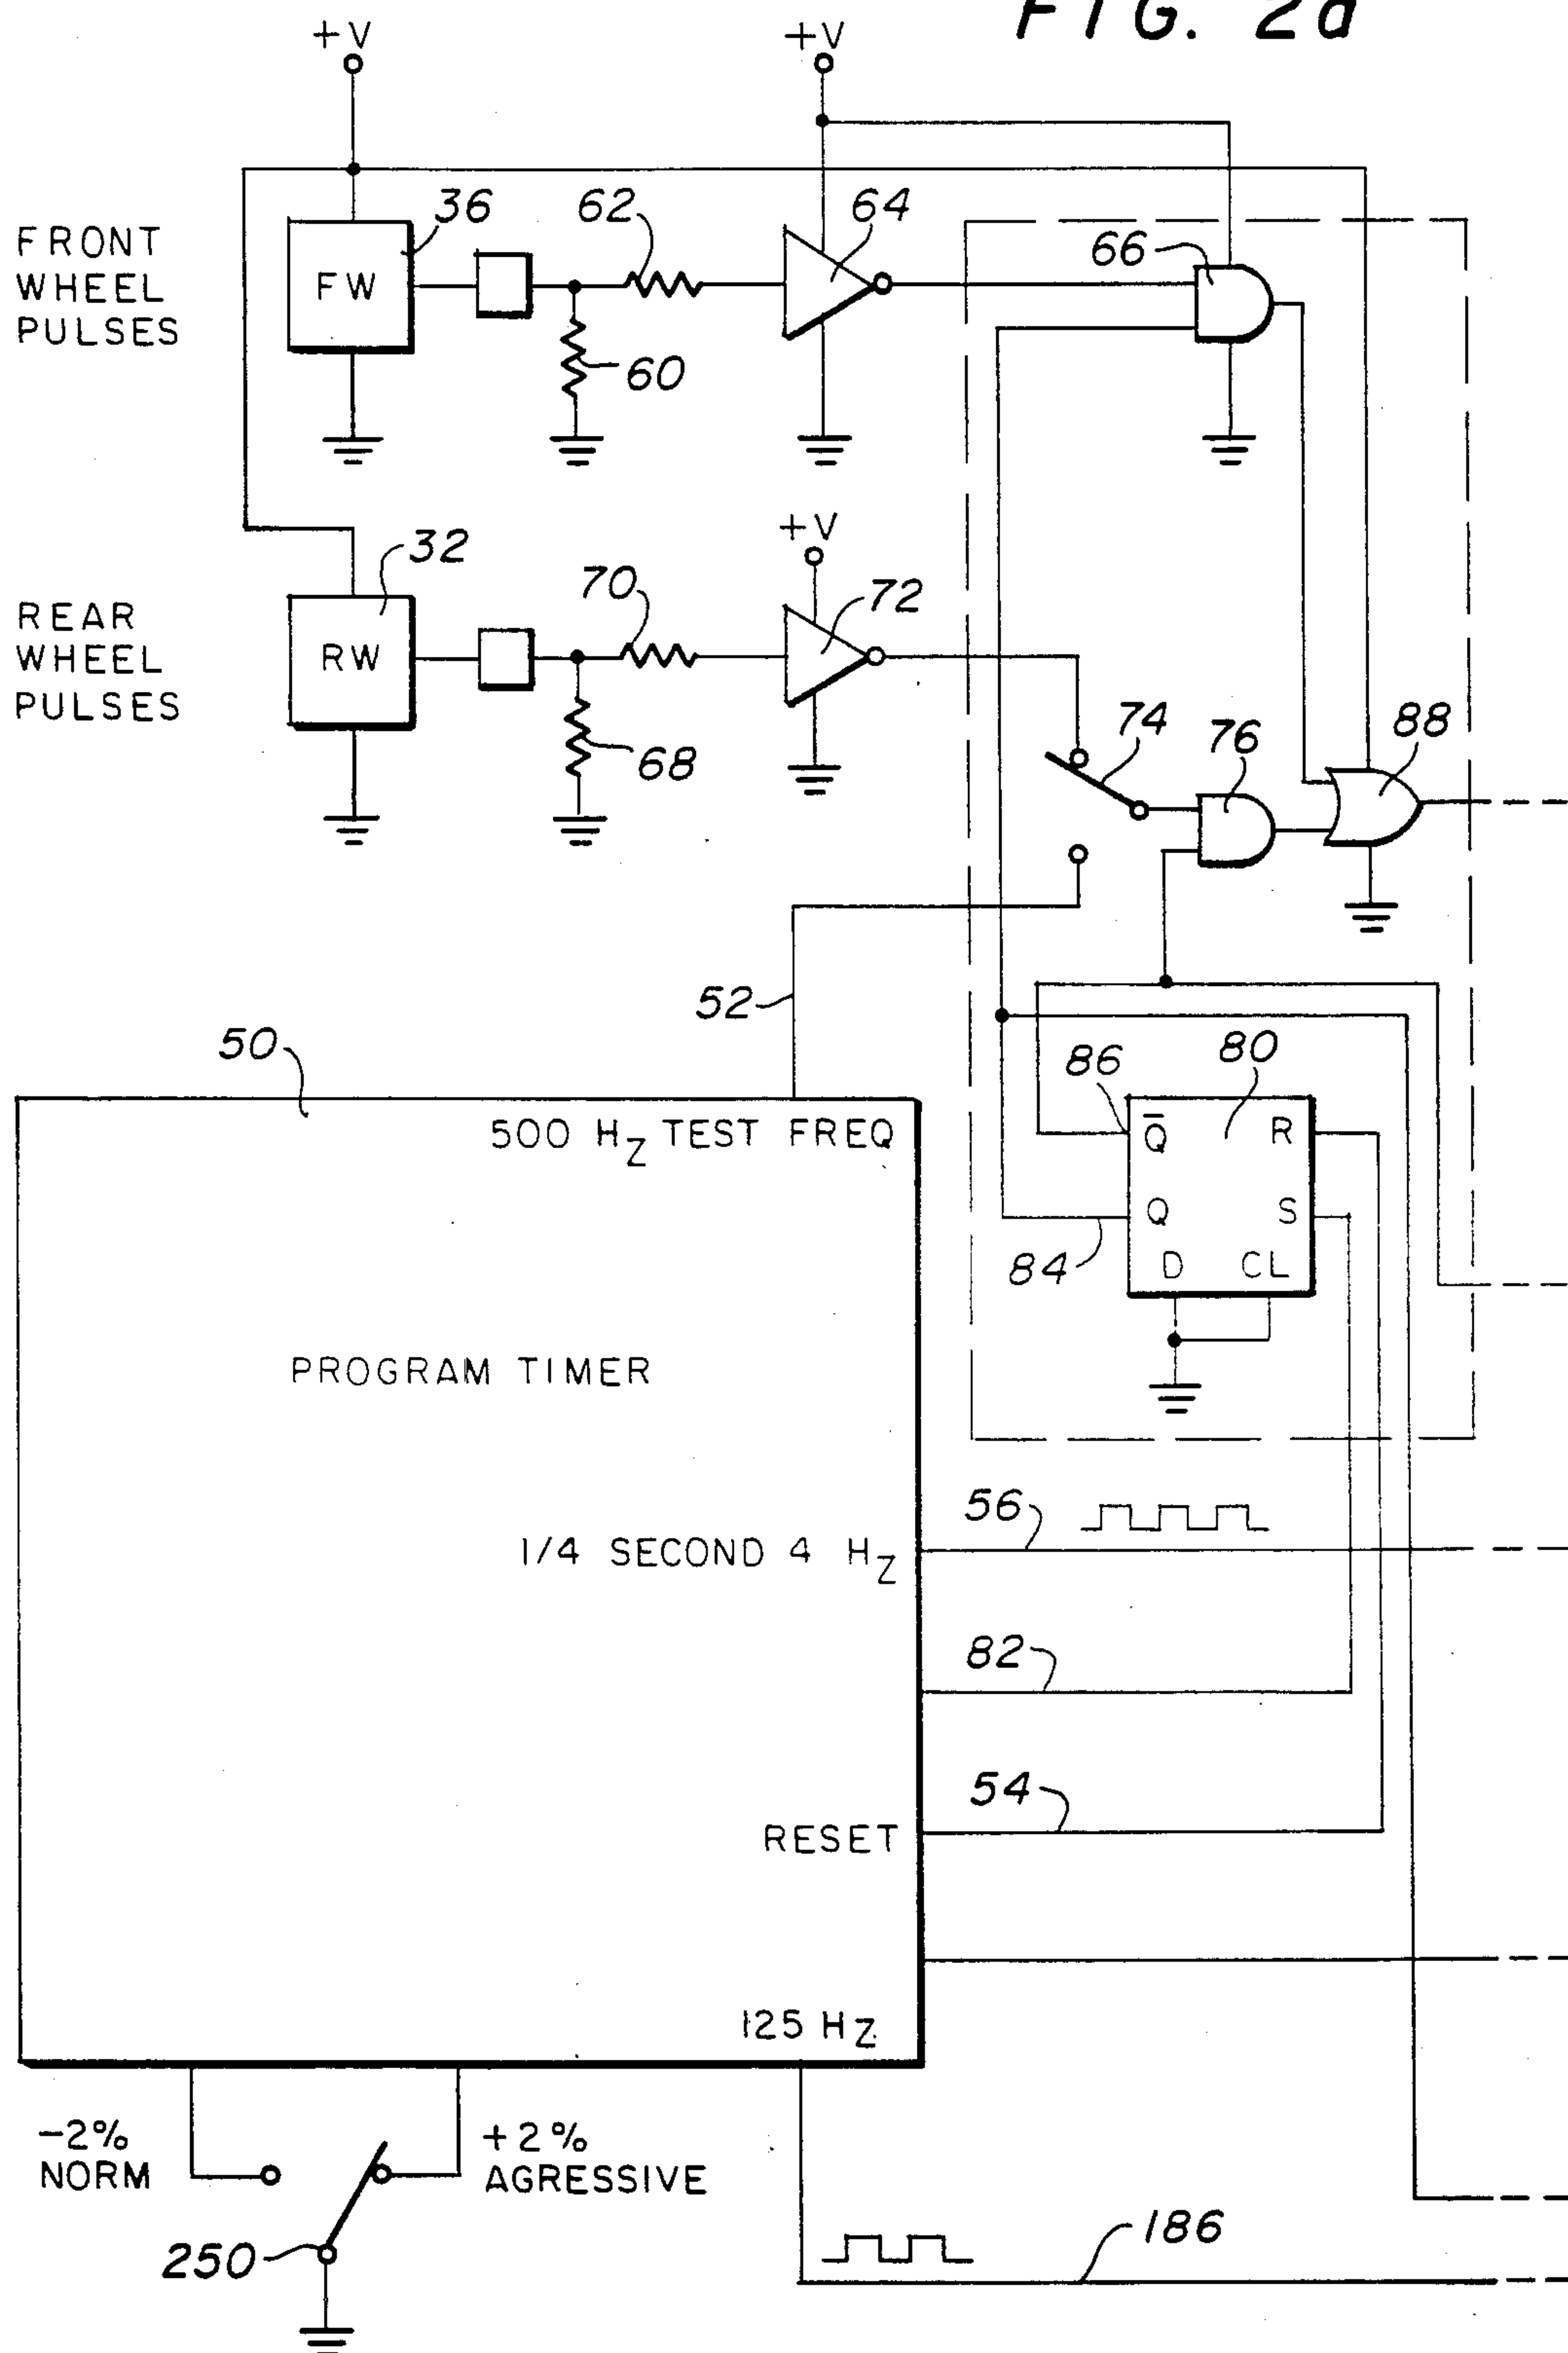 FIG. 2a
+V
+V
36
62
64
66
FRONT
WHEEL
PULSES
FW
60
+V
32
70
72
REAR
WHEEL
PULSES
RW
68
74
76
88
52
50
86
80
500 HZ TEST FREQ
Q̅
R
Q
S
84
D
CL
PROGRAM TIMER
56
1/4 SECOND 4 HZ
82
54
RESET
125 HZ
-2%
NORM
+2%
AGRESSIVE
250
186